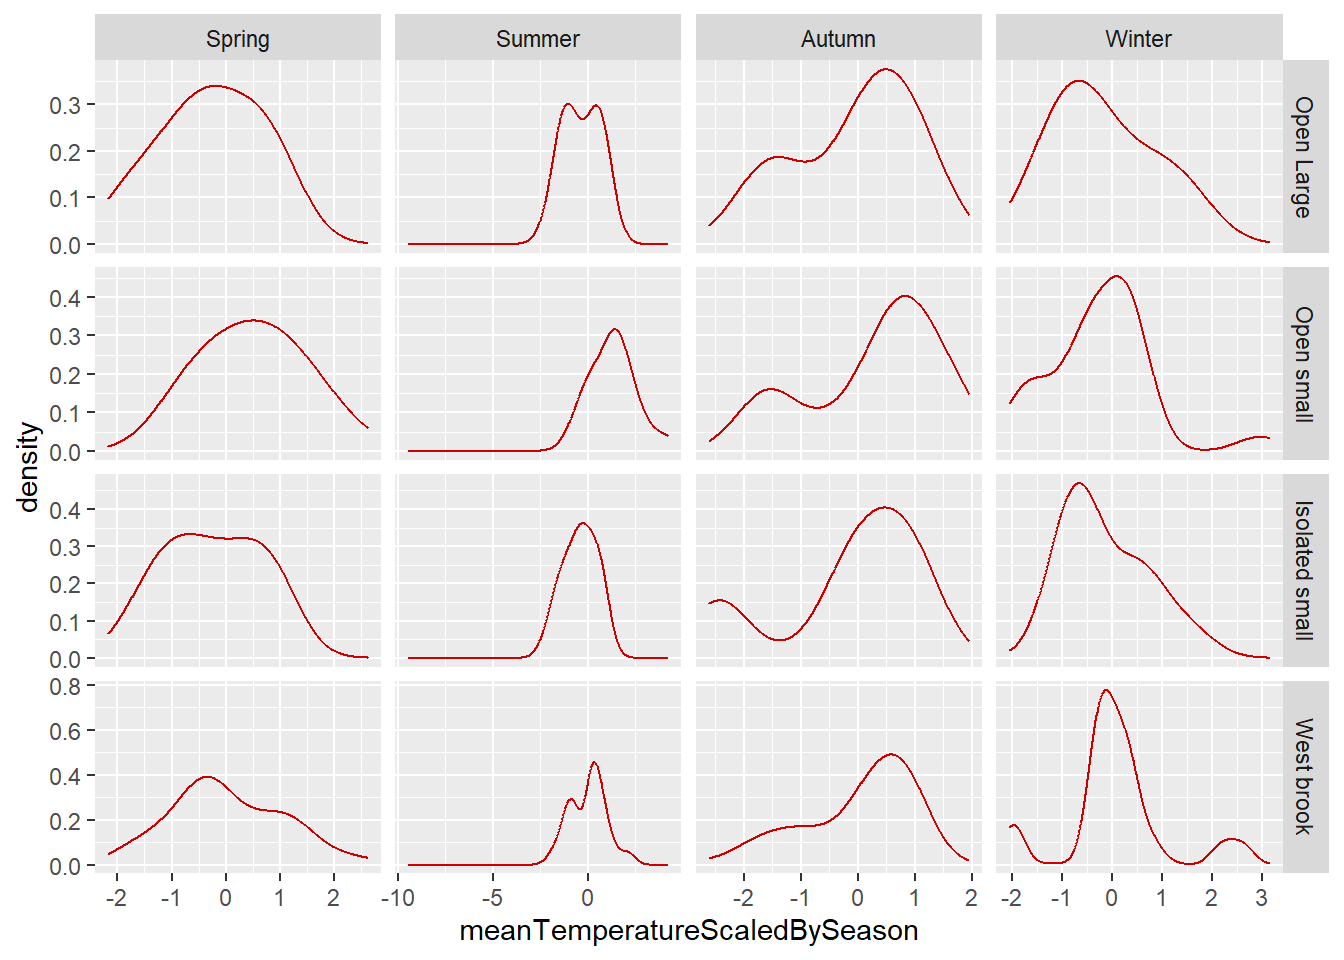 Spring Summer Autumn Winter
0.3
0.2
0.1
0.0
Open Large
0.4
0.3
0.2
0.1
0.0
Open small
0.4
0.3
0.2
0.1
0.0
Isolated small
0.8
0.6
0.4
0.2
0.0
West brook
density
-2 -1 0 1 2 -10 -5 0 -2 -1 0 1 2 -2 -1 0 1 2 3
meanTemperatureScaledBySeason